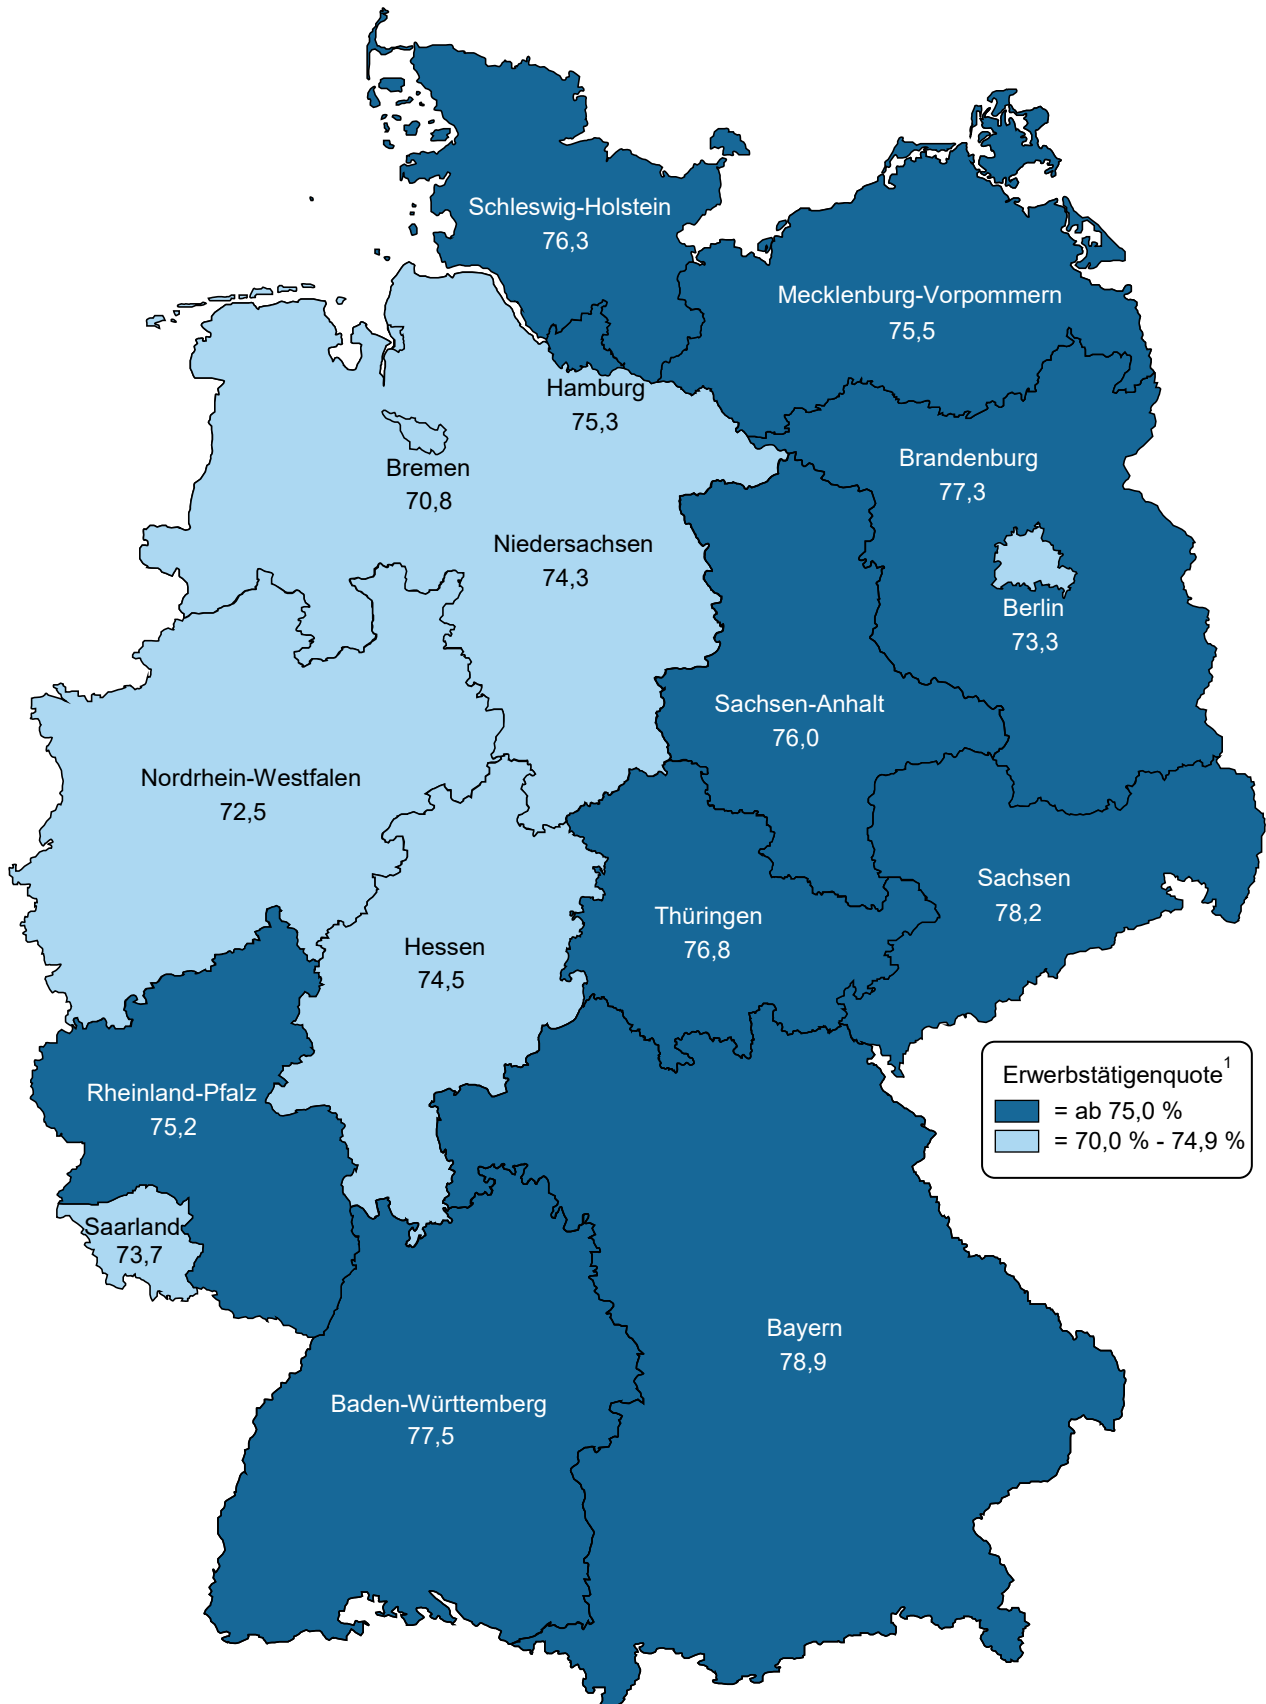 Schleswig-Holstein
76,3
Mecklenburg-Vorpommern
75,5
Hamburg
75,3
Bremen
70,8
Brandenburg
77,3
Niedersachsen
74,3
Berlin
73,3
Sachsen-Anhalt
76,0
Nordrhein-Westfalen
72,5
Sachsen
78,2
Thüringen
76,8
Hessen
74,5
Erwerbstätigenquote¹
= ab 75,0 %
= 70,0 % - 74,9 %
Rheinland-Pfalz
75,2
Saarland
73,7
Bayern
78,9
Baden-Württemberg
77,5